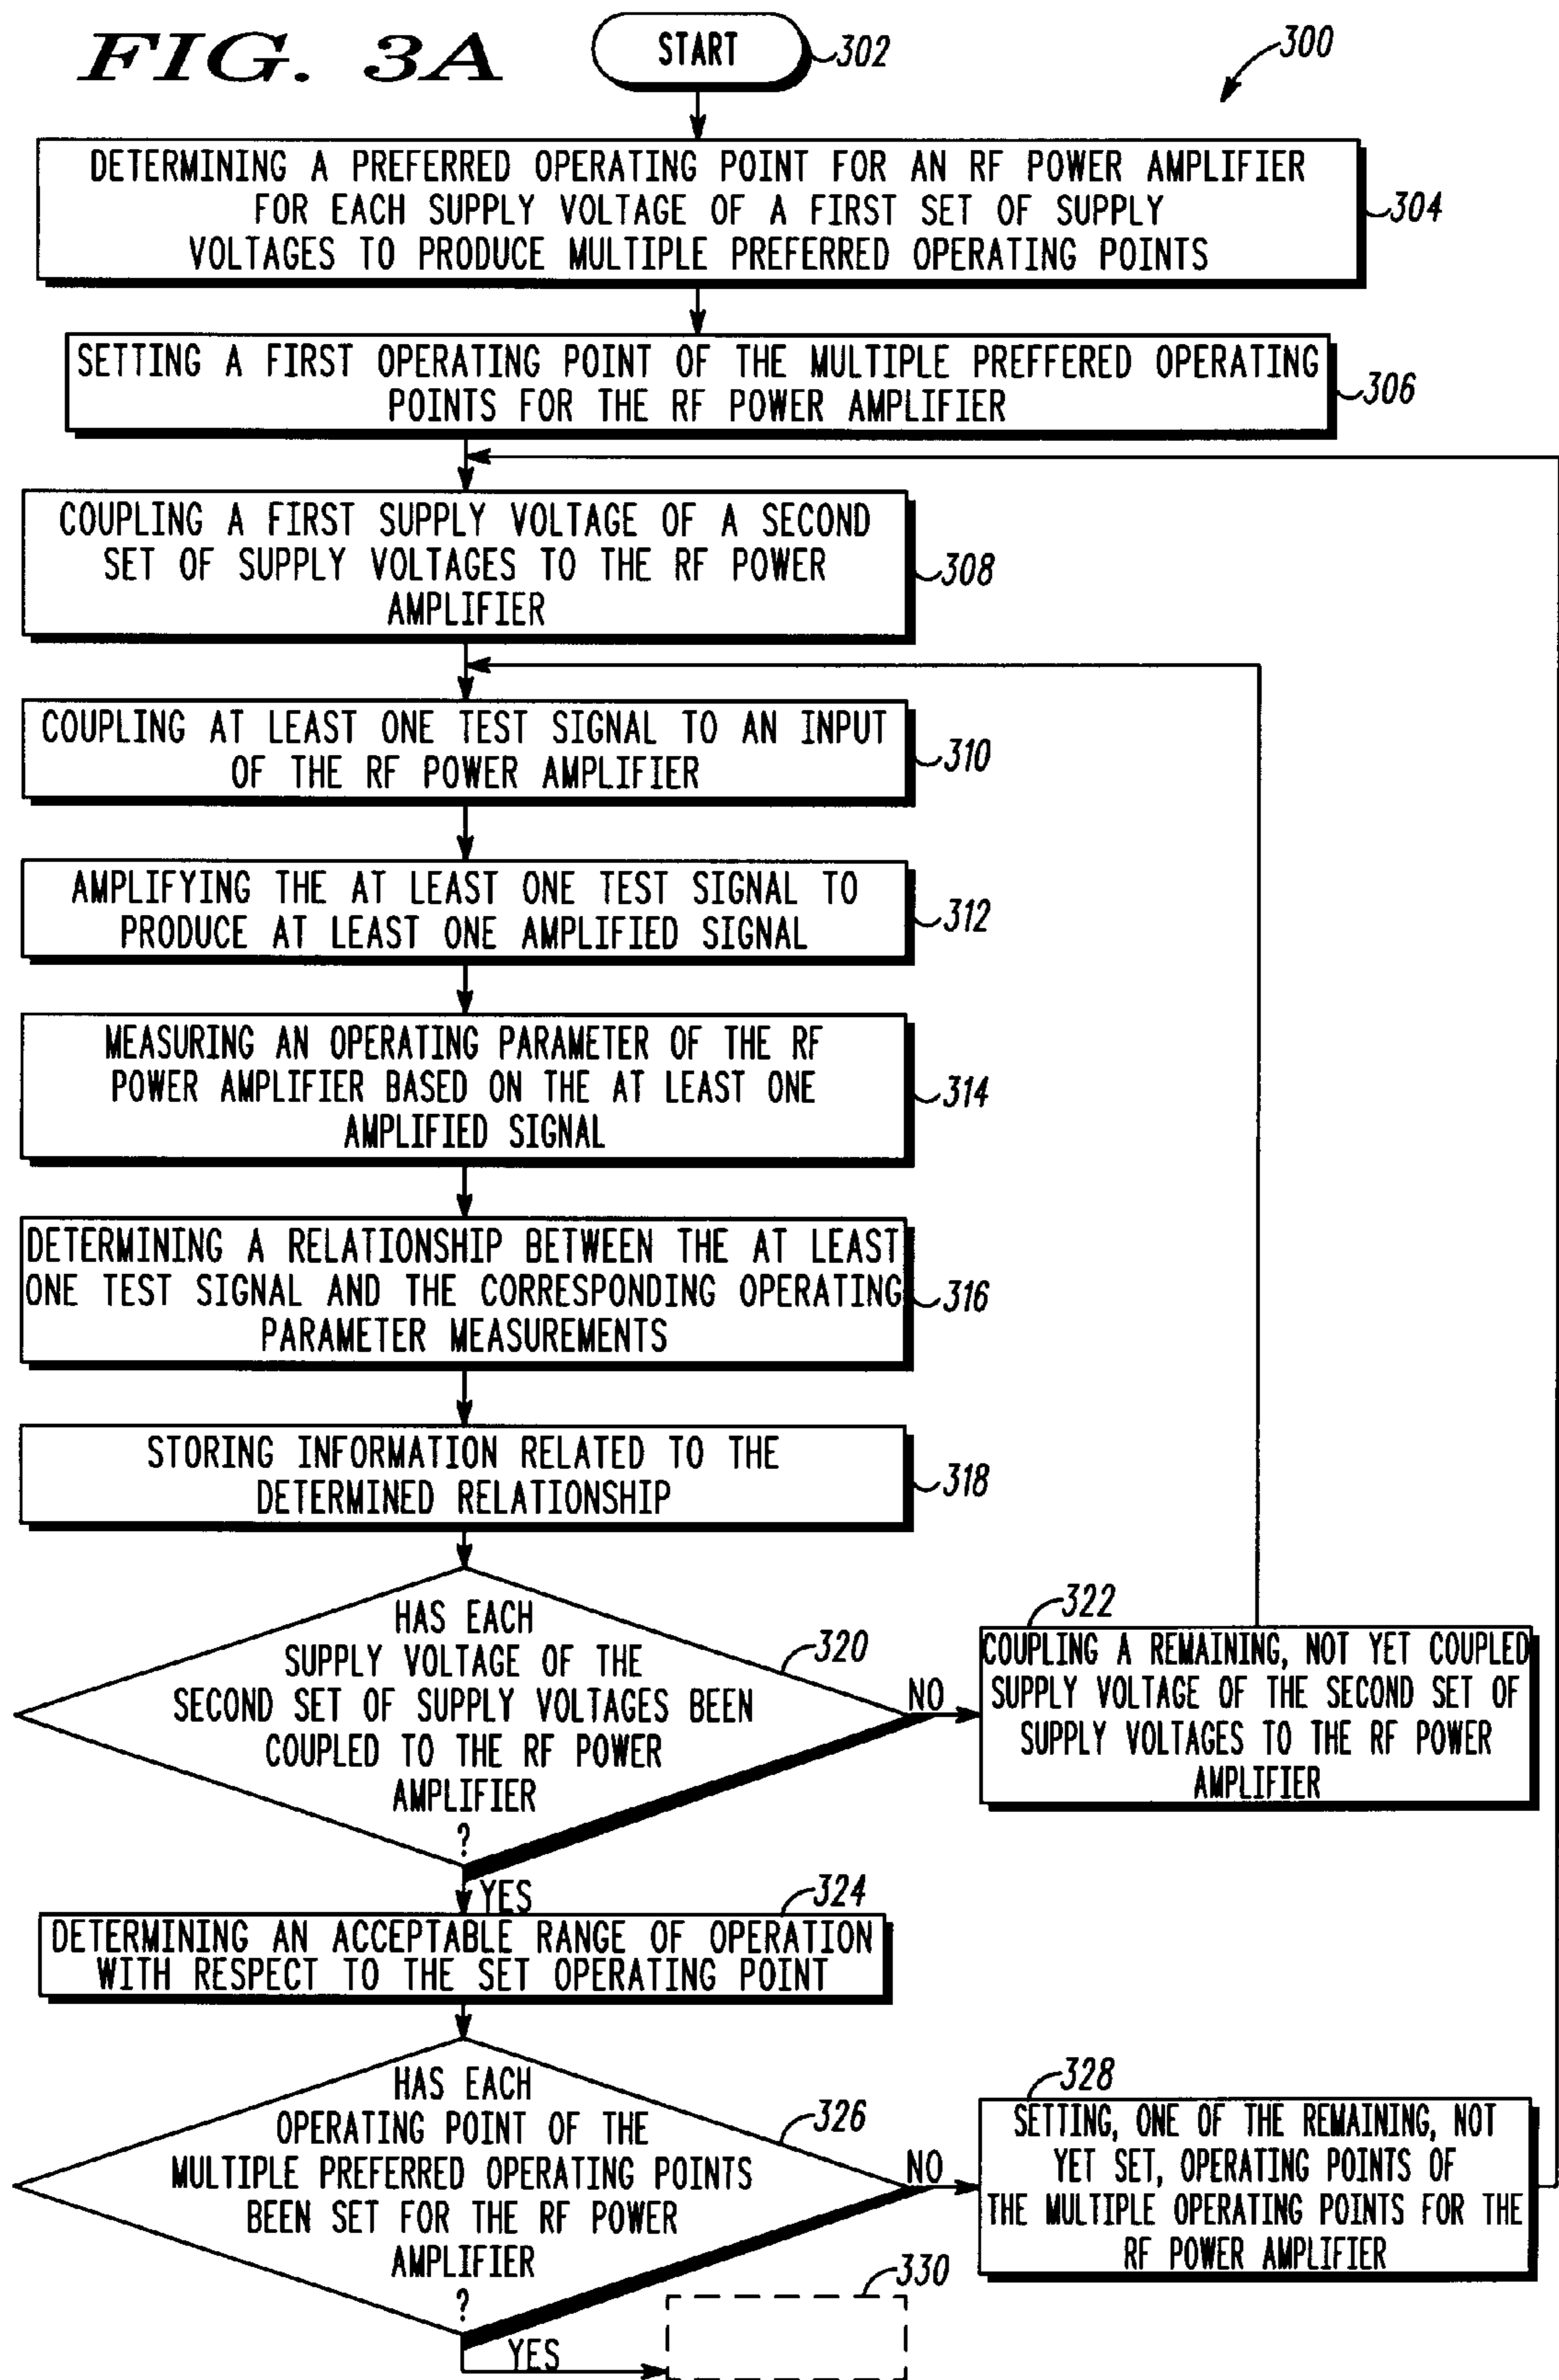 FIG. 3A
START
302
300
DETERMINING A PREFERRED OPERATING POINT FOR AN RF POWER AMPLIFIER
FOR EACH SUPPLY VOLTAGE OF A FIRST SET OF SUPPLY
VOLTAGES TO PRODUCE MULTIPLE PREFERRED OPERATING POINTS
304
SETTING A FIRST OPERATING POINT OF THE MULTIPLE PREFFERED OPERATING
POINTS FOR THE RF POWER AMPLIFIER
306
COUPLING A FIRST SUPPLY VOLTAGE OF A SECOND
SET OF SUPPLY VOLTAGES TO THE RF POWER
AMPLIFIER
308
COUPLING AT LEAST ONE TEST SIGNAL TO AN INPUT
OF THE RF POWER AMPLIFIER
310
AMPLIFYING THE AT LEAST ONE TEST SIGNAL TO
PRODUCE AT LEAST ONE AMPLIFIED SIGNAL
312
MEASURING AN OPERATING PARAMETER OF THE RF
POWER AMPLIFIER BASED ON THE AT LEAST ONE
AMPLIFIED SIGNAL
314
DETERMINING A RELATIONSHIP BETWEEN THE AT LEAST
ONE TEST SIGNAL AND THE CORRESPONDING OPERATING
PARAMETER MEASUREMENTS
316
STORING INFORMATION RELATED TO THE
DETERMINED RELATIONSHIP
318
HAS EACH
SUPPLY VOLTAGE OF THE
SECOND SET OF SUPPLY VOLTAGES BEEN
COUPLED TO THE RF POWER
AMPLIFIER
?
320
NO
322
COUPLING A REMAINING, NOT YET COUPLED
SUPPLY VOLTAGE OF THE SECOND SET OF
SUPPLY VOLTAGES TO THE RF POWER
AMPLIFIER
YES
324
DETERMINING AN ACCEPTABLE RANGE OF OPERATION
WITH RESPECT TO THE SET OPERATING POINT
HAS EACH
OPERATING POINT OF THE
MULTIPLE PREFERRED OPERATING POINTS
BEEN SET FOR THE RF POWER
AMPLIFIER
?
326
NO
328
SETTING, ONE OF THE REMAINING, NOT
YET SET, OPERATING POINTS OF
THE MULTIPLE OPERATING POINTS FOR THE
RF POWER AMPLIFIER
YES
330